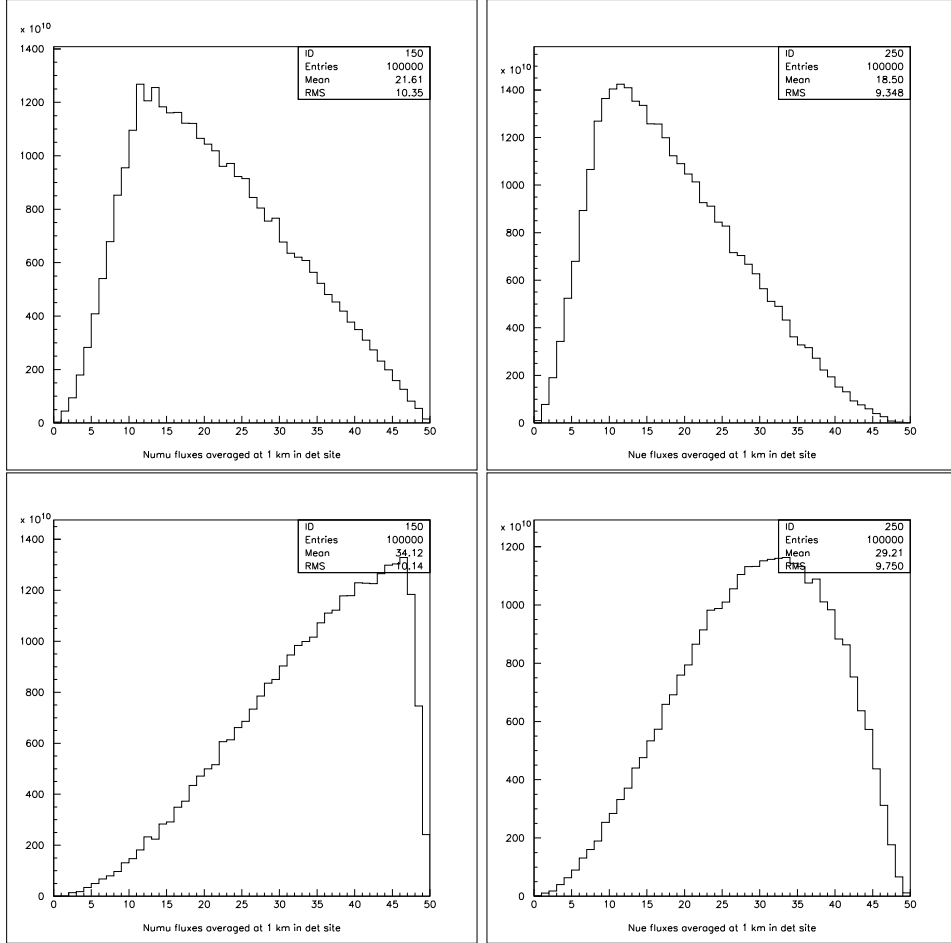 x 10^10
1400
1200
1000
800
600
400
200
0
0 5 10 15 20 25 30 35 40 45 50
ID 150
Entries 100000
Mean 21.61
RMS 10.35
Numu fluxes averaged at 1 km in det site
x 10^10
1400
1200
1000
800
600
400
200
0
0 5 10 15 20 25 30 35 40 45 50
ID 250
Entries 100000
Mean 18.50
RMS 9.348
Nue fluxes averaged at 1 km in det site
x 10^10
1400
1200
1000
800
600
400
200
0
0 5 10 15 20 25 30 35 40 45 50
ID 150
Entries 100000
Mean 34.12
RMS 10.14
Numu fluxes averaged at 1 km in det site
x 10^10
1200
1000
800
600
400
200
0
0 5 10 15 20 25 30 35 40 45 50
ID 250
Entries 100000
Mean 29.21
RMS 9.750
Nue fluxes averaged at 1 km in det site